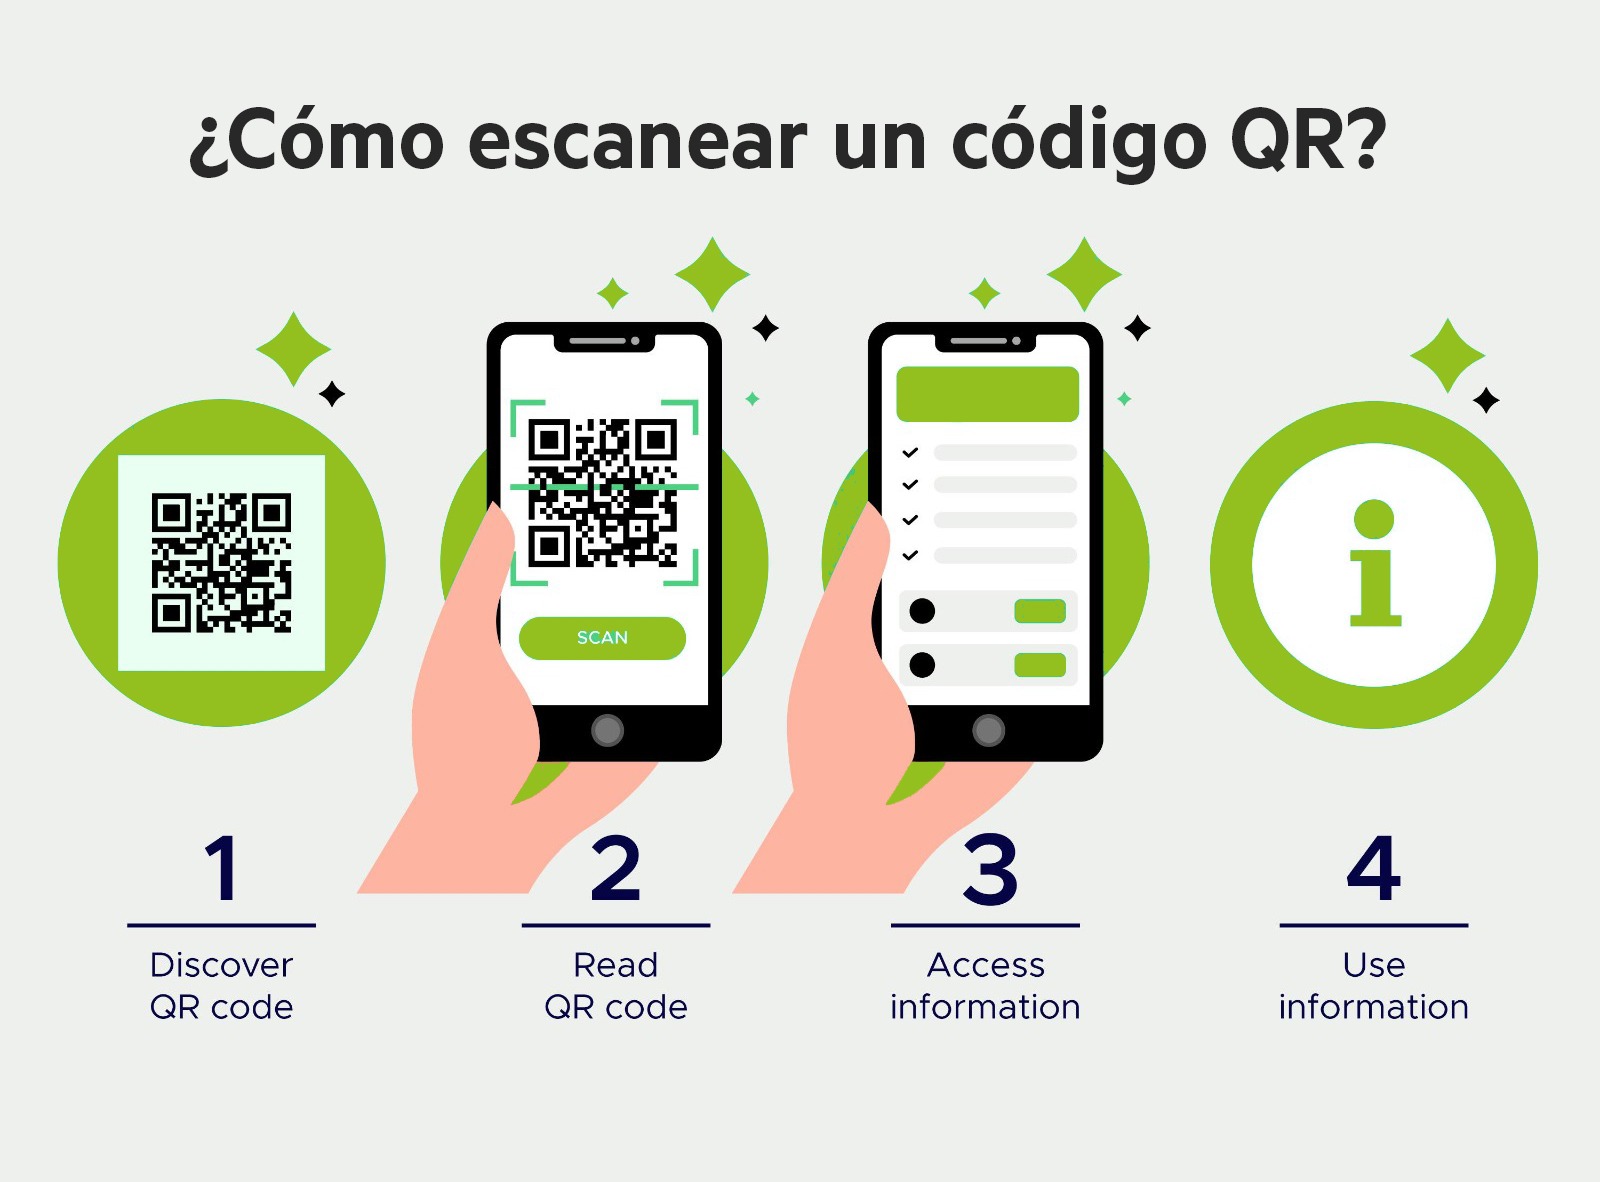 ¿Cómo escanear un código QR?
SCAN
1
Discover
QR code
2
Read
QR code
3
Access
information
4
Use
information